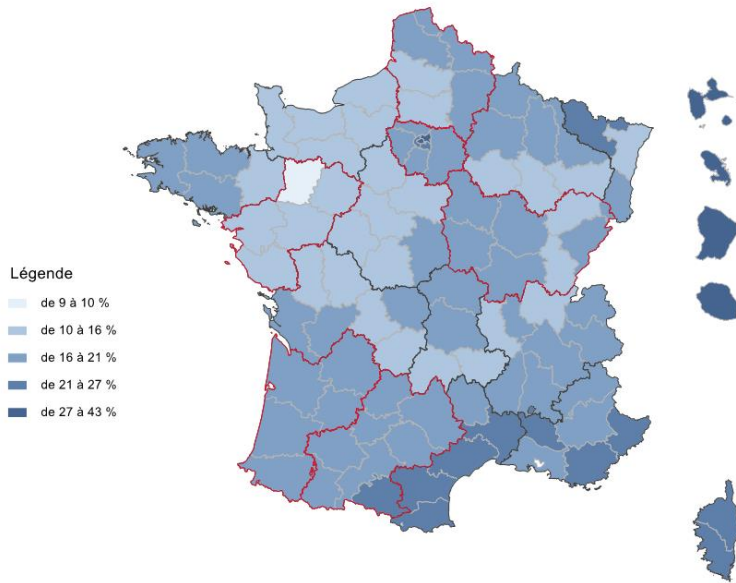 Légende
de 9 à 10 %
de 10 à 16 %
de 16 à 21 %
de 21 à 27 %
de 27 à 43 %